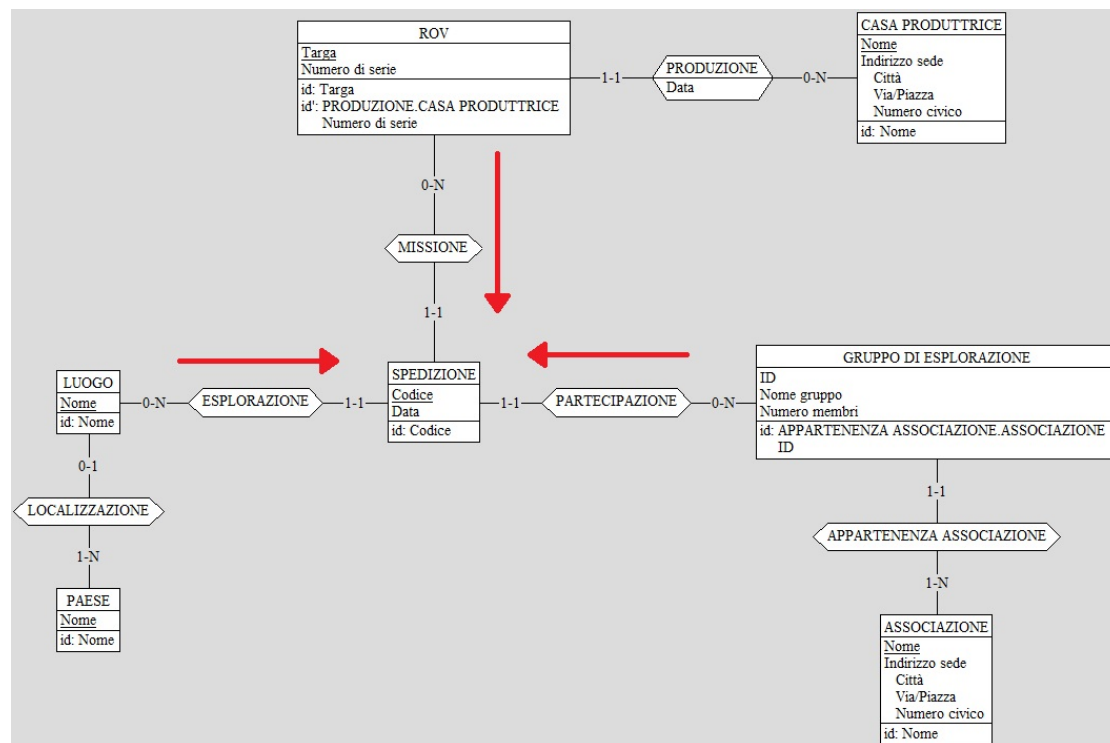 ROV
Targa
Numero di serie
id: Targa
id': PRODUZIONE.CASA PRODUTTRICE
Numero di serie
1-1
PRODUZIONE
Data
0-N
CASA PRODUTTRICE
Nome
Indirizzo sede
Città
Via/Piazza
Numero civico
id: Nome
0-N
MISSIONE
1-1
LUOGO
Nome
id: Nome
0-N
ESPLORAZIONE
1-1
SPEDIZIONE
Codice
Data
id: Codice
1-1
PARTECIPAZIONE
0-N
GRUPPO DI ESPLORAZIONE
ID
Nome gruppo
Numero membri
id: APPARTENENZA ASSOCIAZIONE.ASSOCIAZIONE
ID
0-1
LOCALIZZAZIONE
1-N
PAESE
Nome
id: Nome
1-1
APPARTENENZA ASSOCIAZIONE
1-N
ASSOCIAZIONE
Nome
Indirizzo sede
Città
Via/Piazza
Numero civico
id: Nome